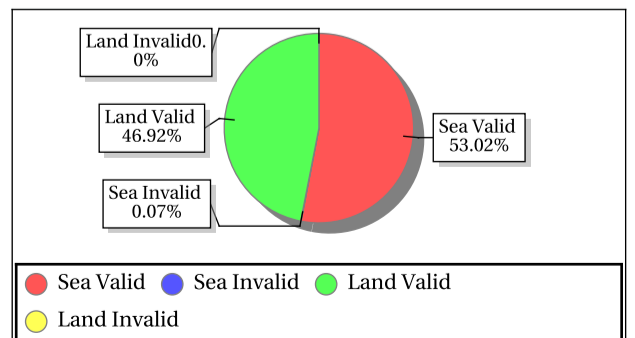 Land Invalid0.
0%
Land Valid
46.92%
Sea Valid
53.02%
Sea Invalid
0.07%
Sea Valid Sea Invalid Land Valid
Land Invalid